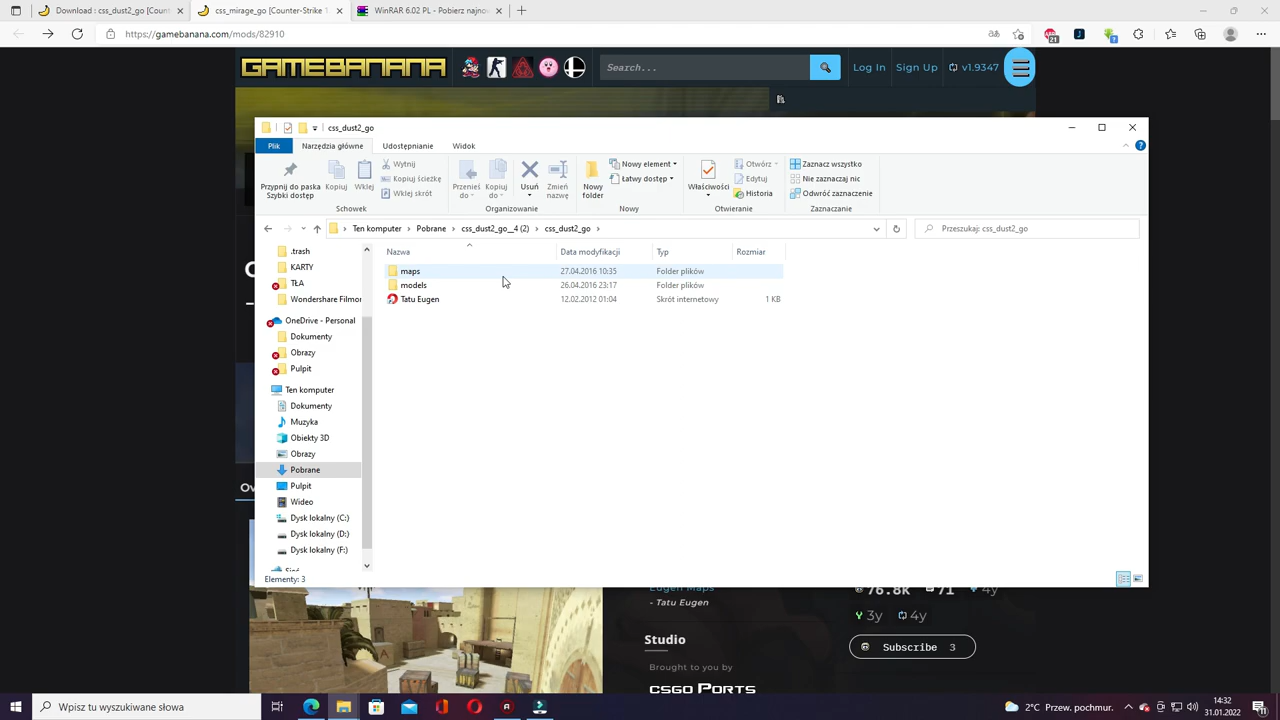 Download : css_dust2_go [Count
css_mirage_go [Counter-Strike 1
WinRAR 6.02 PL - Pobierz najnov
https://gamebanana.com/mods/82910
21
GAMEBANANA
Search...
Log In
Sign Up
v1.9347
css_dust2_go
Plik
Narzędzia główne
Udostępnianie
Widok
Przypnij do paska
Szybki dostęp
Kopiuj
Wklej
Wytnij
Kopiuj ścieżkę
Wklej skrót
Schowek
Przenieś
do
Kopiuj
do
Usuń
Zmień
nazwę
Organizowanie
Nowy
folder
Nowy element
Łatwy dostęp
Nowy
Właściwości
Otwórz
Edytuj
Historia
Otwieranie
Zaznacz wszystko
Nie zaznaczaj nic
Odwróć zaznaczenie
Zaznaczanie
Ten komputer
Pobrane
css_dust2_go__4 (2)
css_dust2_go
Przeszukaj: css_dust2_go
Nazwa
Data modyfikacji
Typ
Rozmiar
maps 27.04.2016 10:35 Folder plików
models 26.04.2016 23:17 Folder plików
Tatu Eugen 12.02.2012 01:04 Skrót internetowy 1 KB
.trash
KARTY
TŁA
Wondershare Filmor
OneDrive - Personal
Dokumenty
Obrazy
Pulpit
Ten komputer
Dokumenty
Muzyka
Obiekty 3D
Obrazy
Pobrane
Pulpit
Wideo
Dysk lokalny (C:)
Dysk lokalny (D:)
Dysk lokalny (F:)
Sieć
Elementy: 3
Ov
Eugen Maps
- Tatu Eugen
76.8k
71
4y
3y
4y
Studio
Subscribe 3
Brought to you by
CSGO PORTS
Wpisz tu wyszukiwane słowa
2°C Przew. pochmur.
14:32
31.01.2022